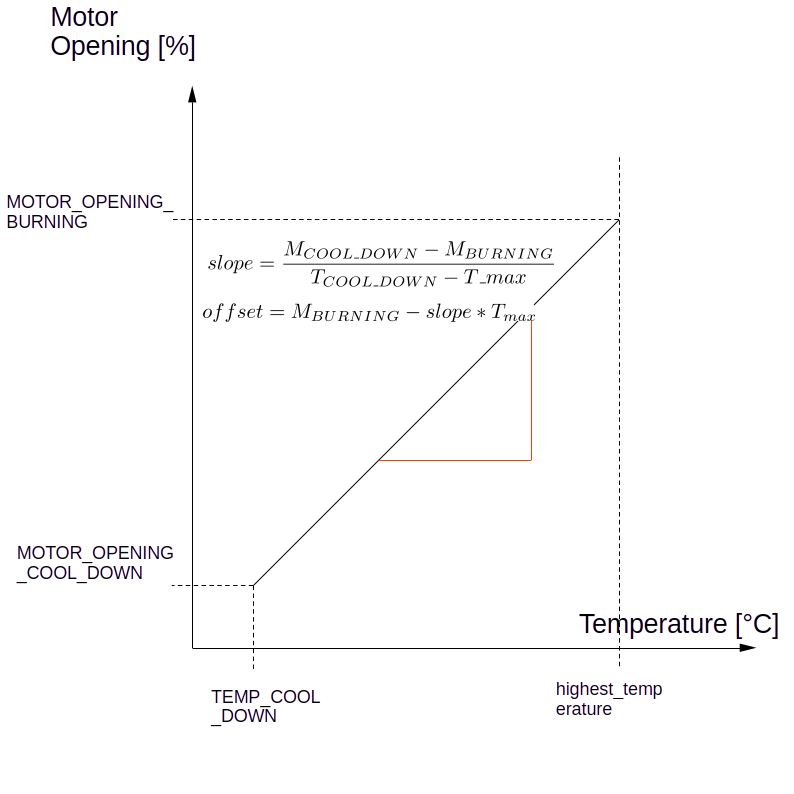 Motor
Opening [%]
MOTOR_OPENING_
BURNING
slope = \frac{M_{COOL\_DOWN} - M_{BURNING}}{T_{COOL\_DOWN} - T\_max}
offset = M_{BURNING} - slope * T_{max}
MOTOR_OPENING
_COOL_DOWN
Temperature [°C]
TEMP_COOL
_DOWN
highest_temp
erature